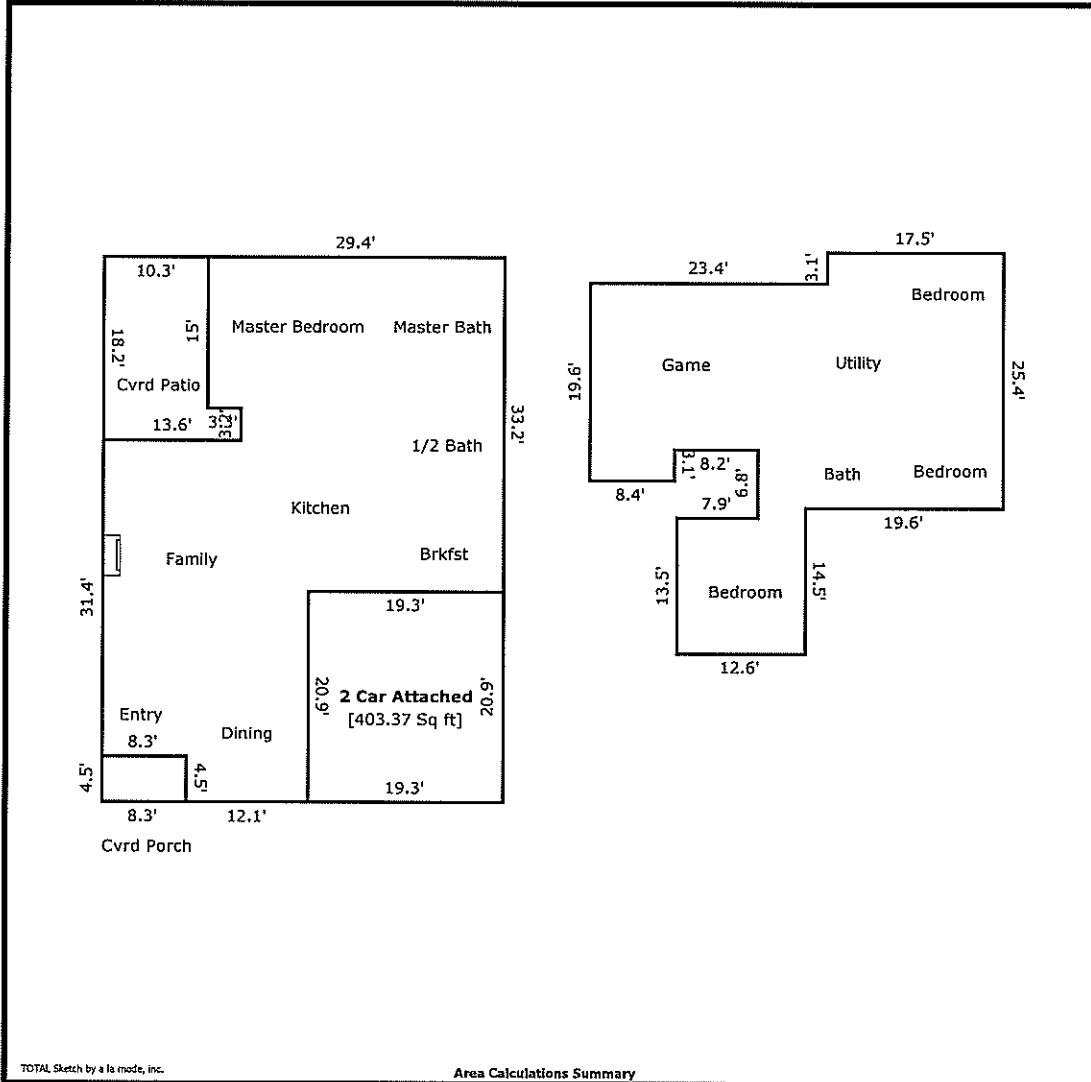 29.4'
10.3'
18.2'
15'
Master Bedroom
Master Bath
Cvrd Patio
13.6'
3.2'
33.2'
1/2 Bath
Kitchen
Family
Brkfst
31.4'
19.3'
20.9'
2 Car Attached
[403.37 Sq ft]
20.9'
Entry
8.3'
Dining
4.5'
4.5'
19.3'
8.3'
12.1'
Cvrd Porch
17.5'
23.4'
3.1'
Bedroom
Game
Utility
19.6'
25.4'
3.1'
8.2'
6.8'
Bath
Bedroom
8.4'
7.9'
19.6'
13.5'
Bedroom
14.5'
12.6'
TOTAL Sketch by a la mode, inc.
Area Calculations Summary